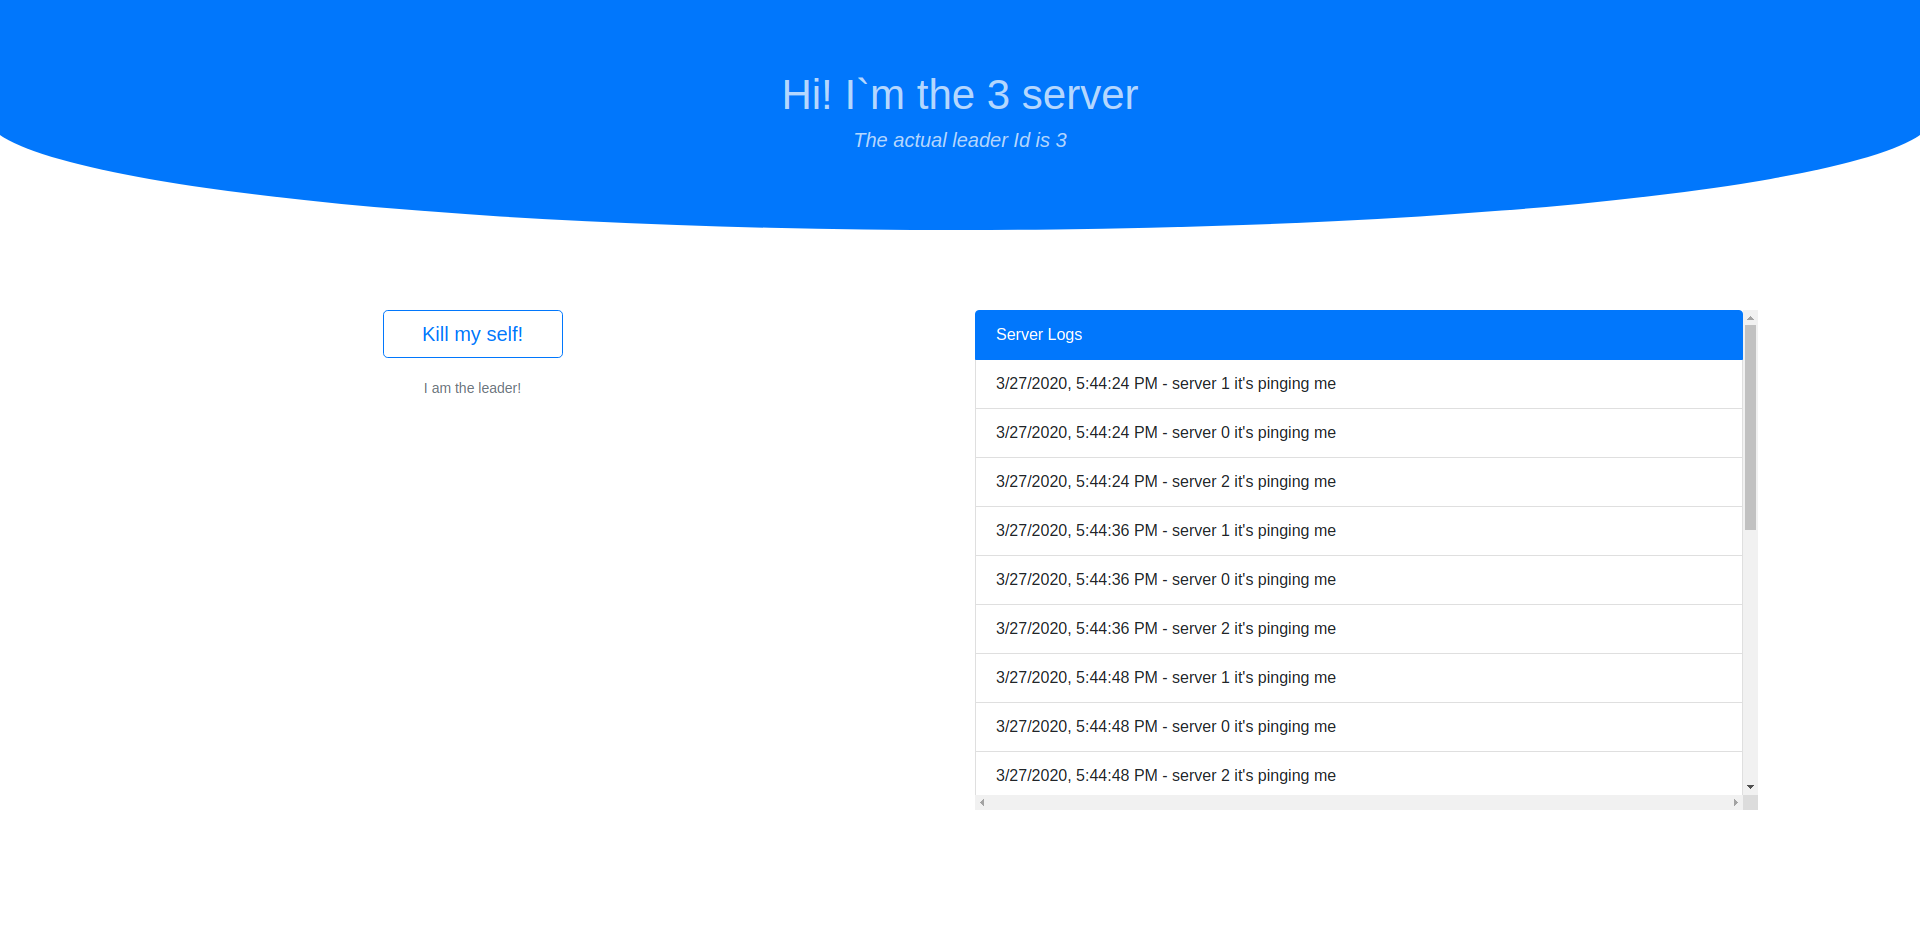 Hi! I`m the 3 server
The actual leader Id is 3
Kill my self!
I am the leader!
Server Logs
3/27/2020, 5:44:24 PM - server 1 it's pinging me
3/27/2020, 5:44:24 PM - server 0 it's pinging me
3/27/2020, 5:44:24 PM - server 2 it's pinging me
3/27/2020, 5:44:36 PM - server 1 it's pinging me
3/27/2020, 5:44:36 PM - server 0 it's pinging me
3/27/2020, 5:44:36 PM - server 2 it's pinging me
3/27/2020, 5:44:48 PM - server 1 it's pinging me
3/27/2020, 5:44:48 PM - server 0 it's pinging me
3/27/2020, 5:44:48 PM - server 2 it's pinging me